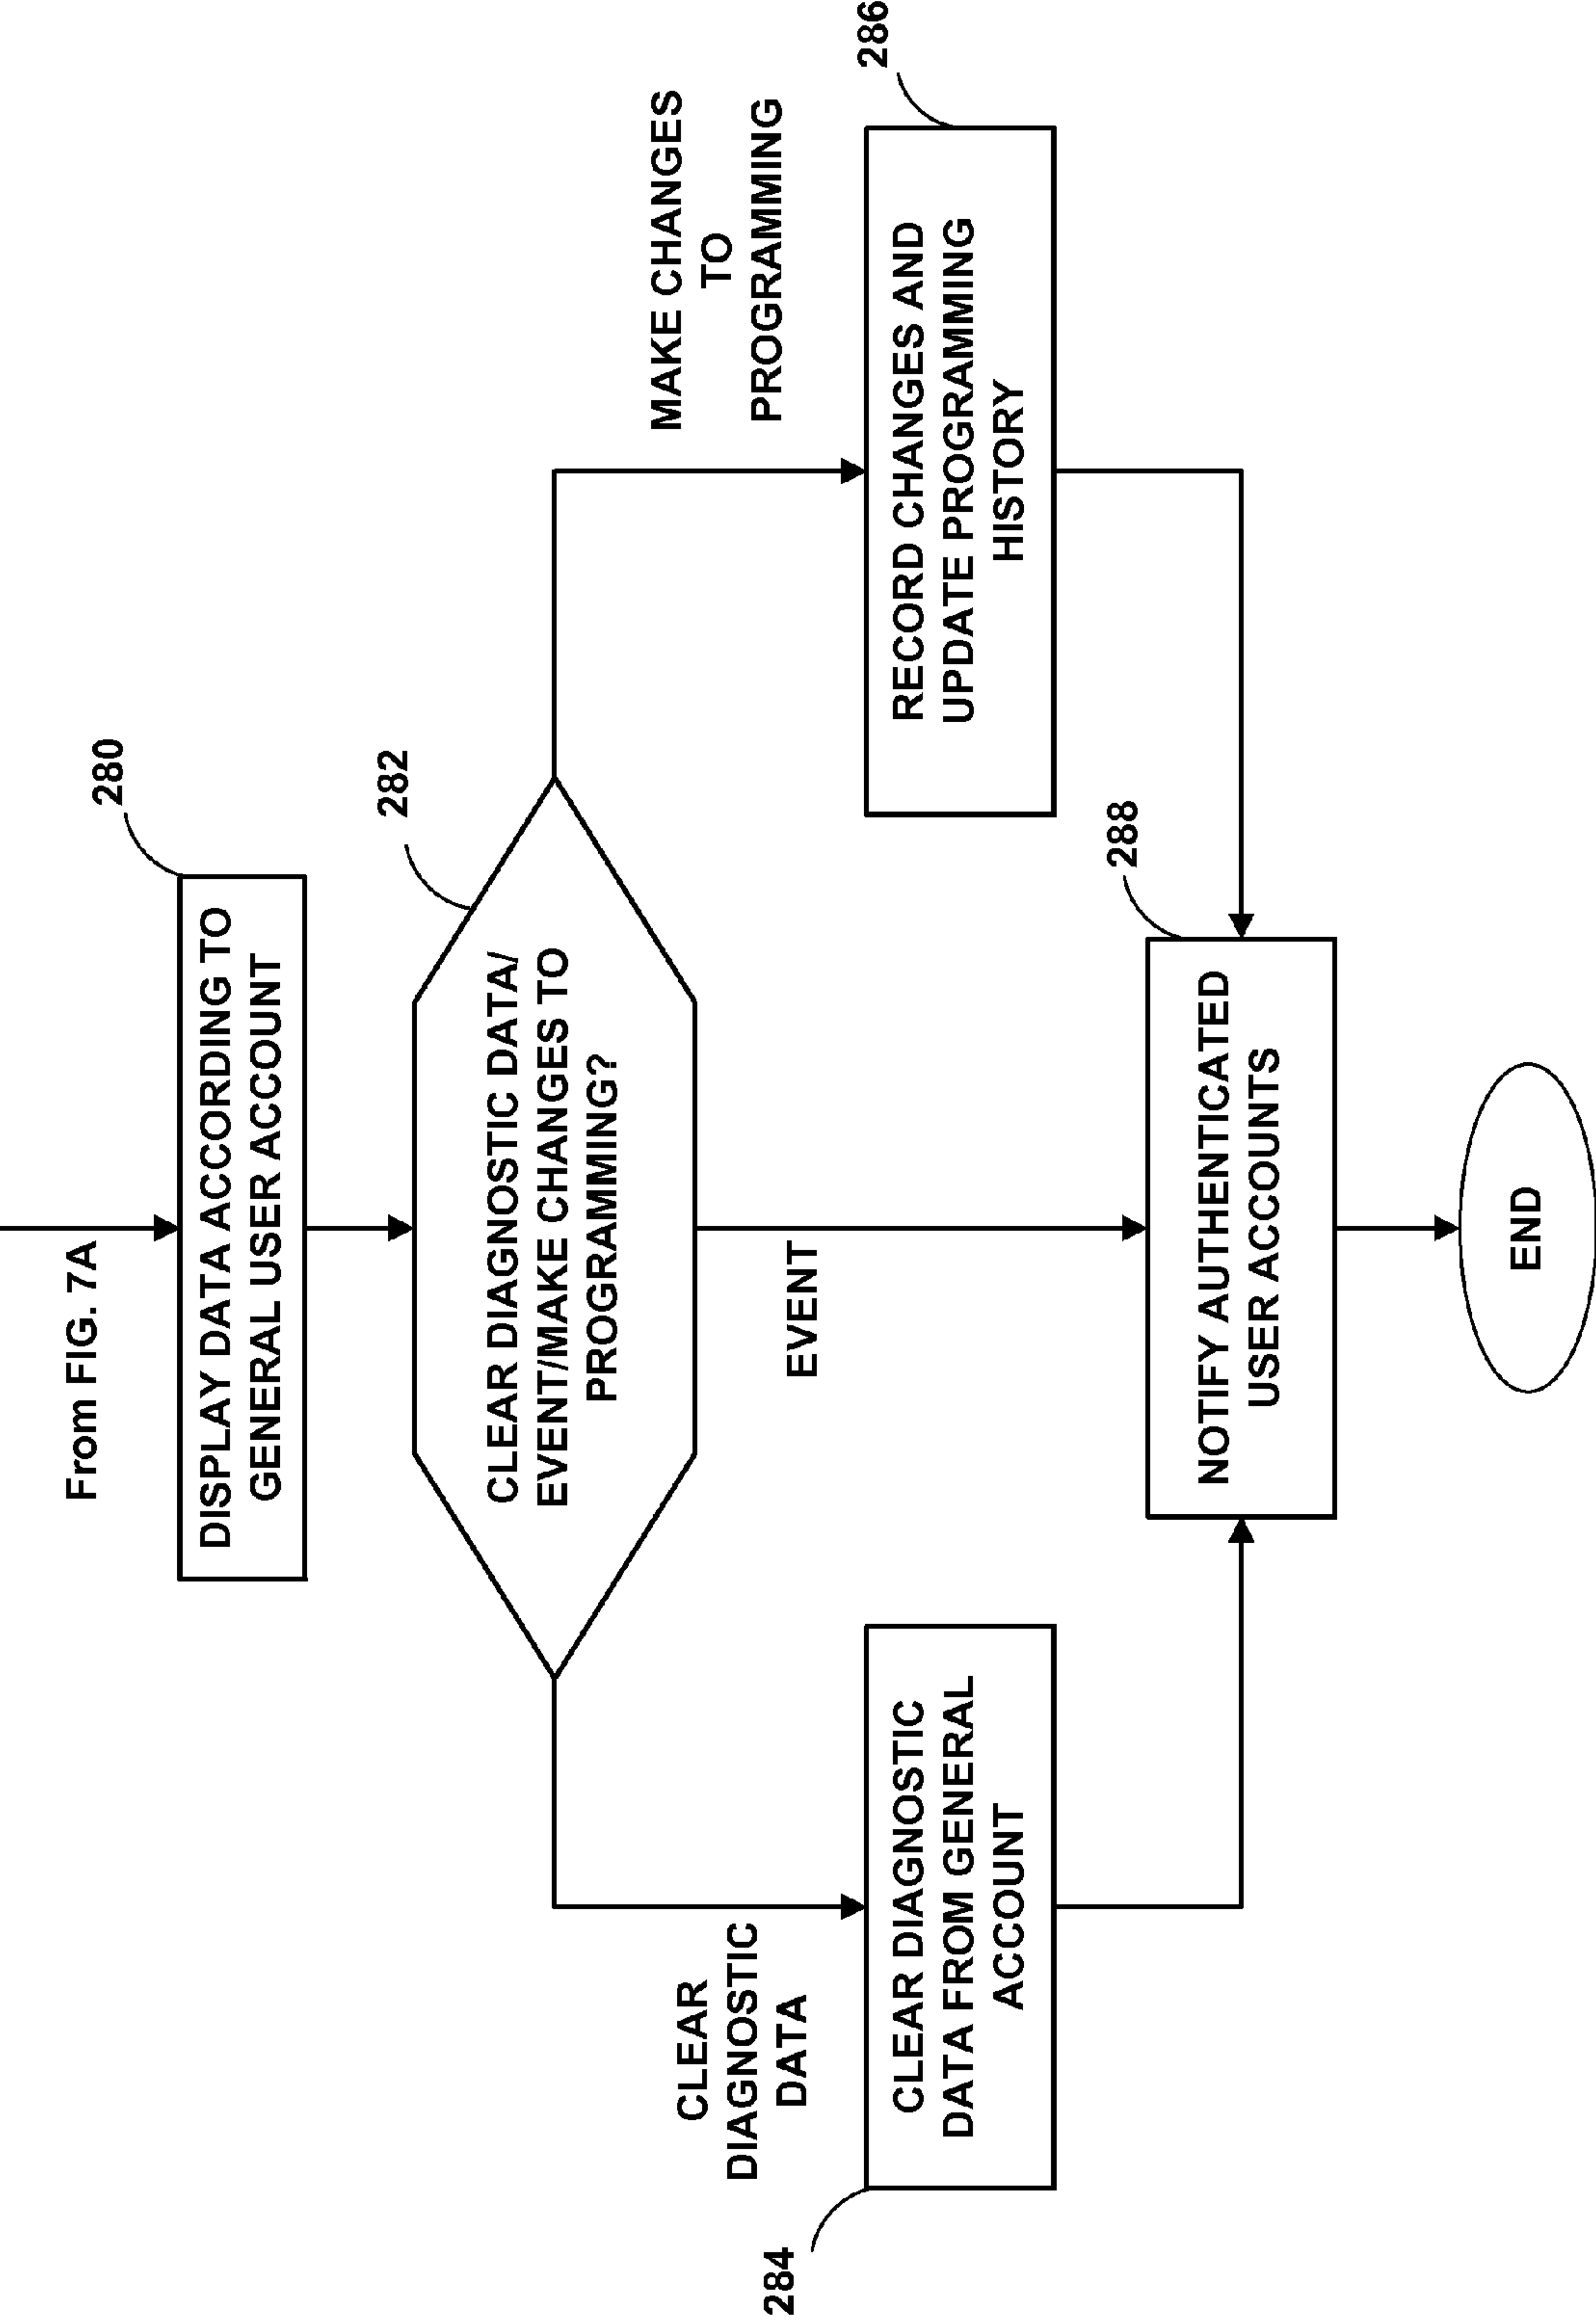 From FIG. 7A
280
DISPLAY DATA ACCORDING TO
GENERAL USER ACCOUNT
282
CLEAR DIAGNOSTIC DATA/
EVENT/MAKE CHANGES TO
PROGRAMMING?
CLEAR
DIAGNOSTIC
DATA
EVENT
MAKE CHANGES
TO
PROGRAMMING
284
CLEAR DIAGNOSTIC
DATA FROM GENERAL
ACCOUNT
286
RECORD CHANGES AND
UPDATE PROGRAMMING
HISTORY
288
NOTIFY AUTHENTICATED
USER ACCOUNTS
END